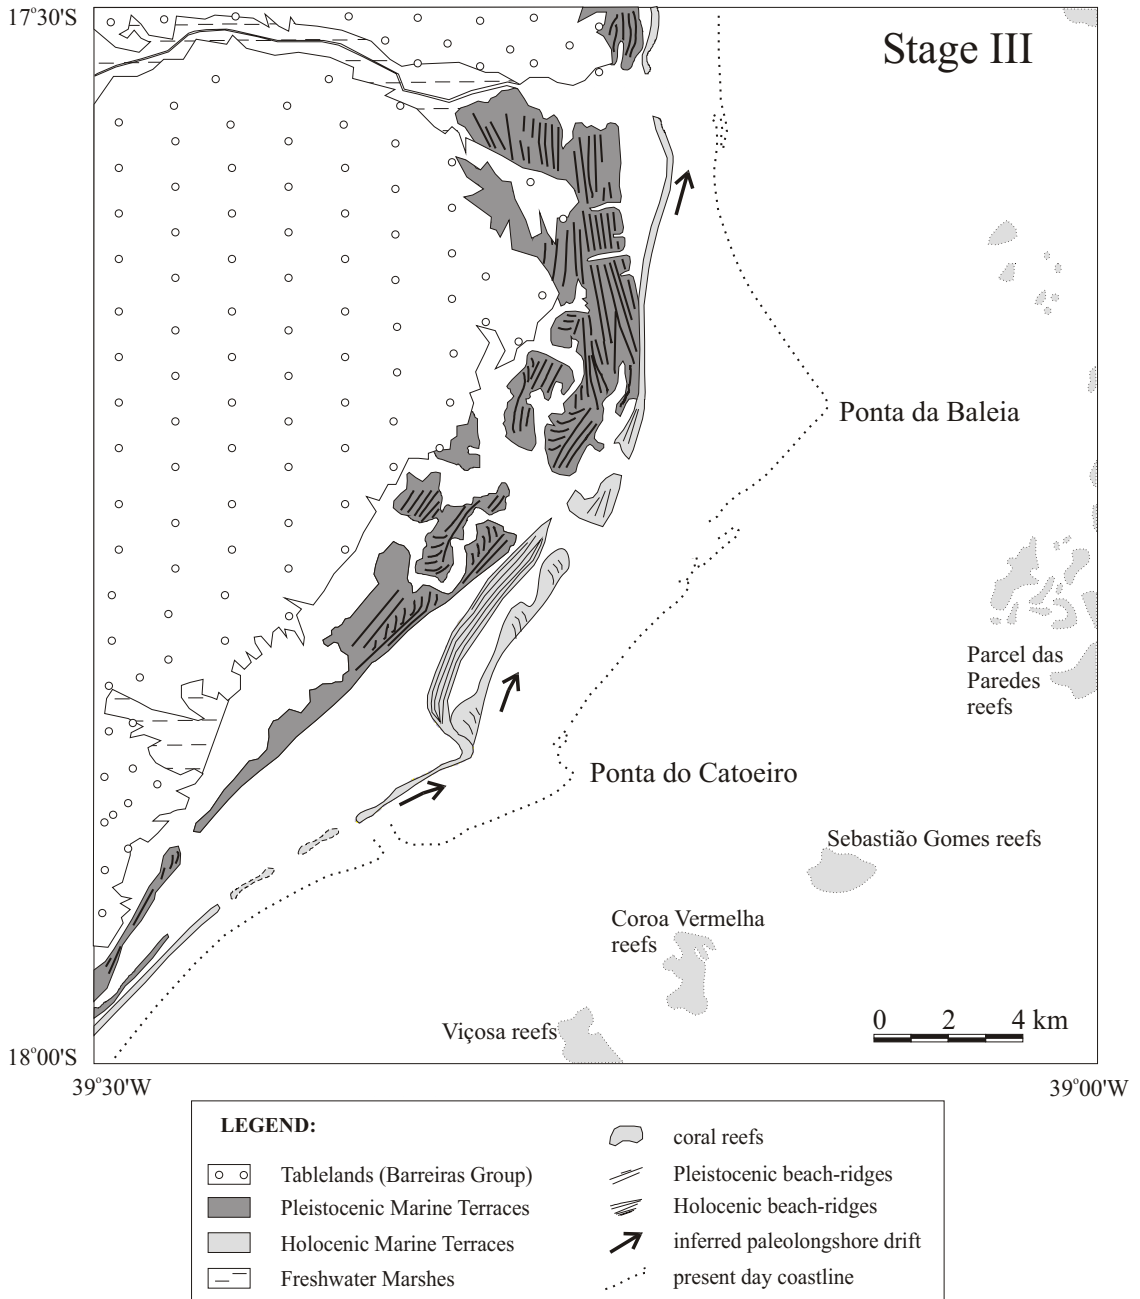 17°30'S
Stage III
Ponta da Baleia
Parcel das
Paredes
reefs
Ponta do Catoeiro
Sebastião Gomes reefs
Coroa Vermelha
reefs
Viçosa reefs
0 2 4 km
18°00'S
39°30'W
39°00'W
LEGEND:
Tablelands (Barreiras Group)
Pleistocenic Marine Terraces
Holocenic Marine Terraces
Freshwater Marshes
coral reefs
Pleistocenic beach-ridges
Holocenic beach-ridges
inferred paleolongshore drift
present day coastline